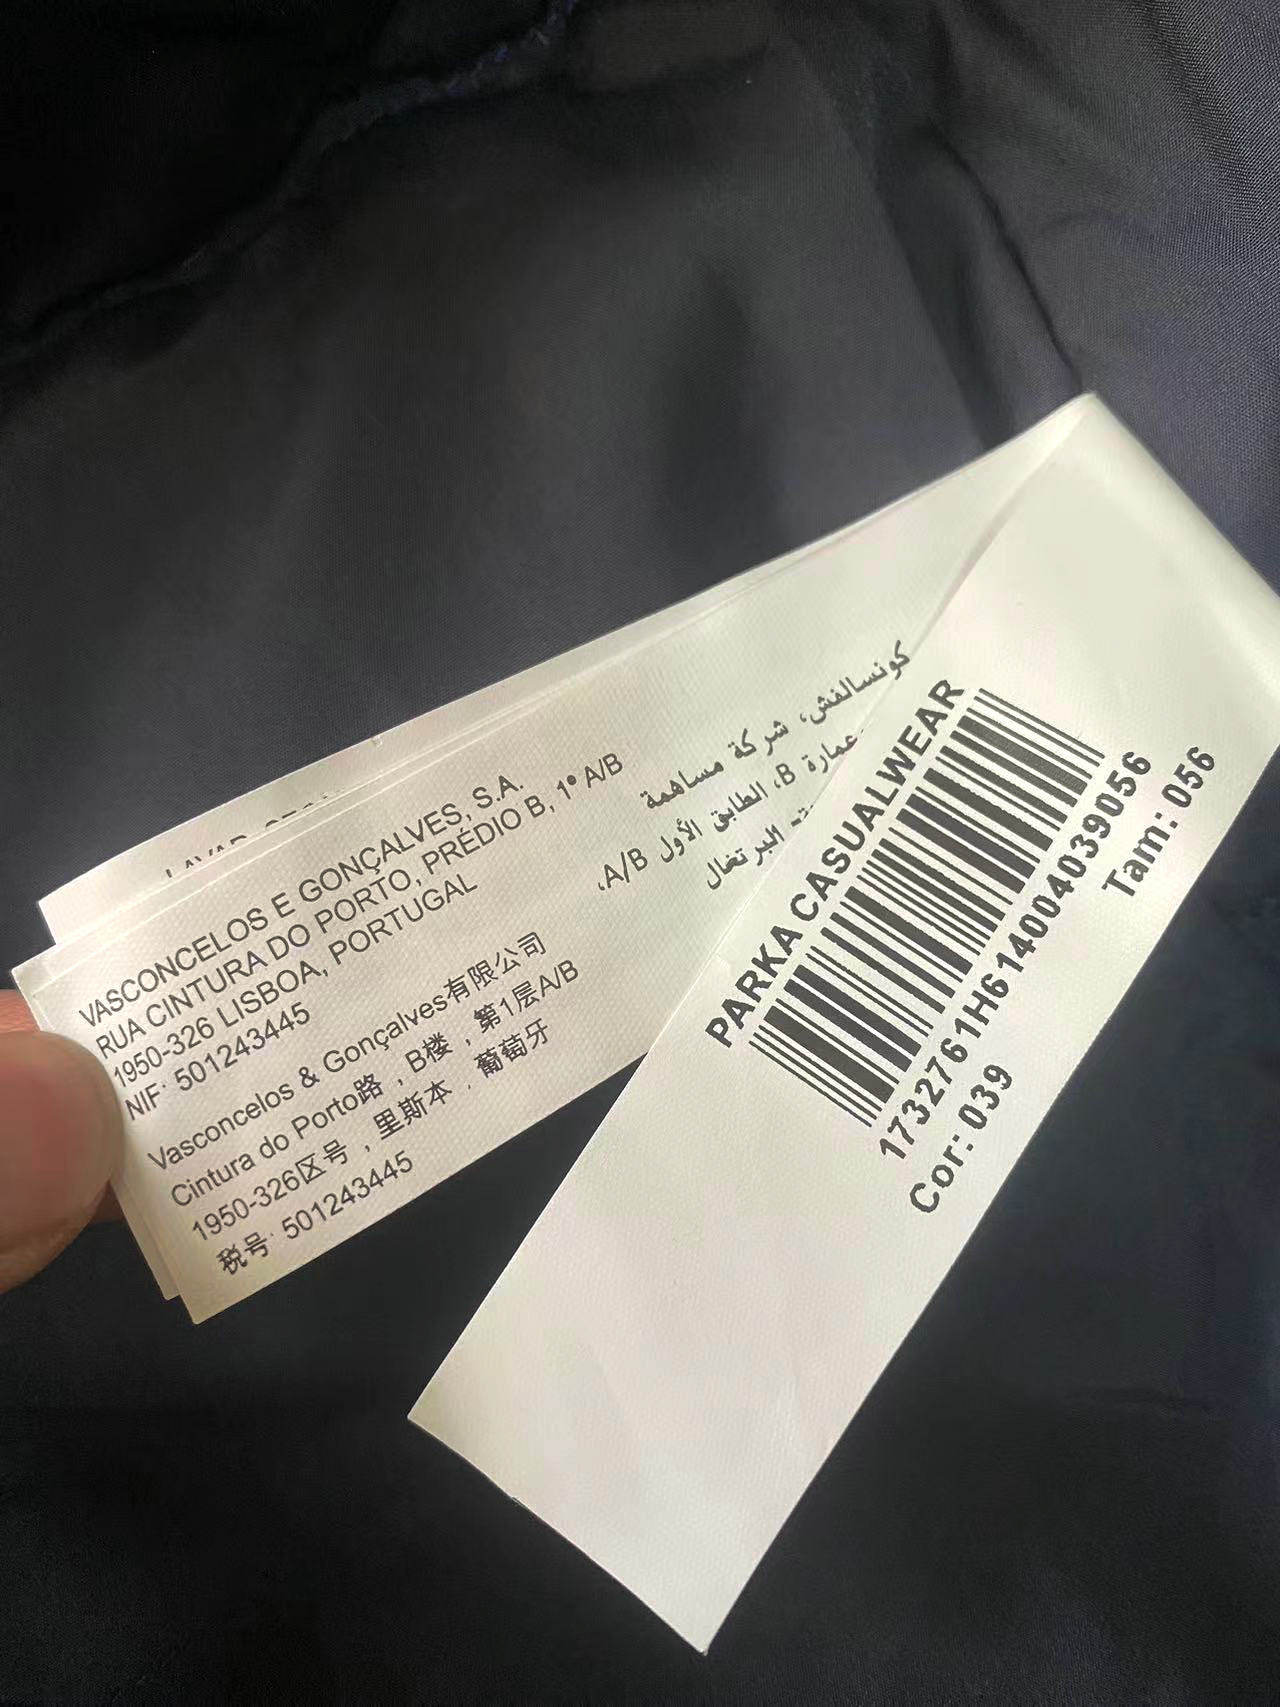 VASCONCELOS E GONÇALVES, S.A.
RUA CINTURA DO PORTO, PRÉDIO B, 1º A/B
1950-326 LISBOA, PORTUGAL
NIF: 501243445
Vasconcelos & Gonçalves有限公司
Cintura do Porto路，B楼，第1层A/B
1950-326区号，里斯本，葡萄牙
税号: 501243445
كونسالفش، شركة مساهمة
عمارة B، الطابق الأول A/B،
البرتغال
PARKA CASUALWEAR
1732761H614004039056
Cor: 039
Tam: 056